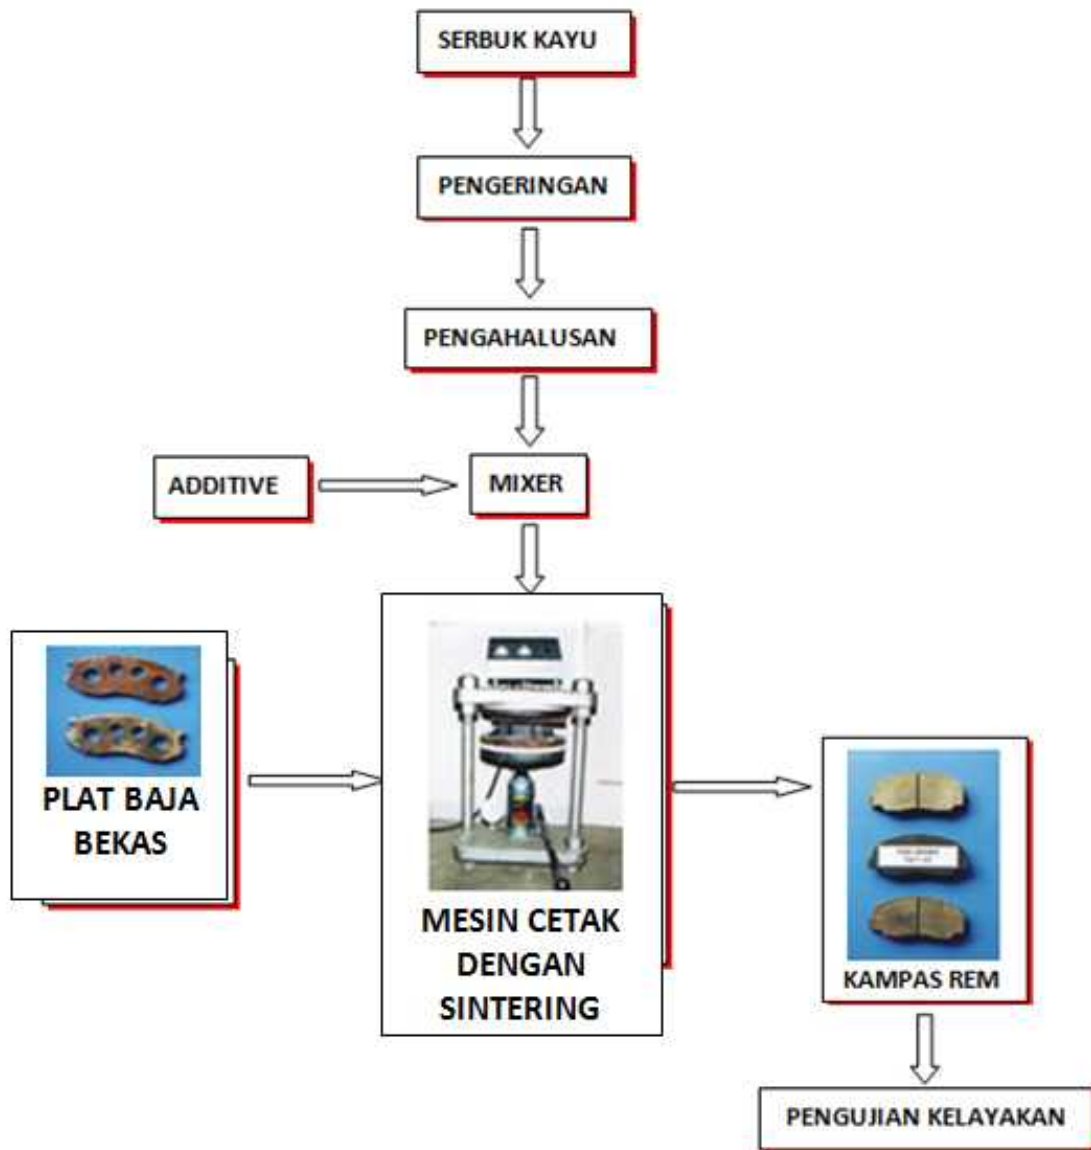 SERBUK KAYU
PENGERINGAN
PENGAHALUSAN
ADDITIVE
MIXER
PLAT BAJA
BEKAS
MESIN CETAK
DENGAN
SINTERING
KAMPAS REM
PENGUJIAN KELAYAKAN